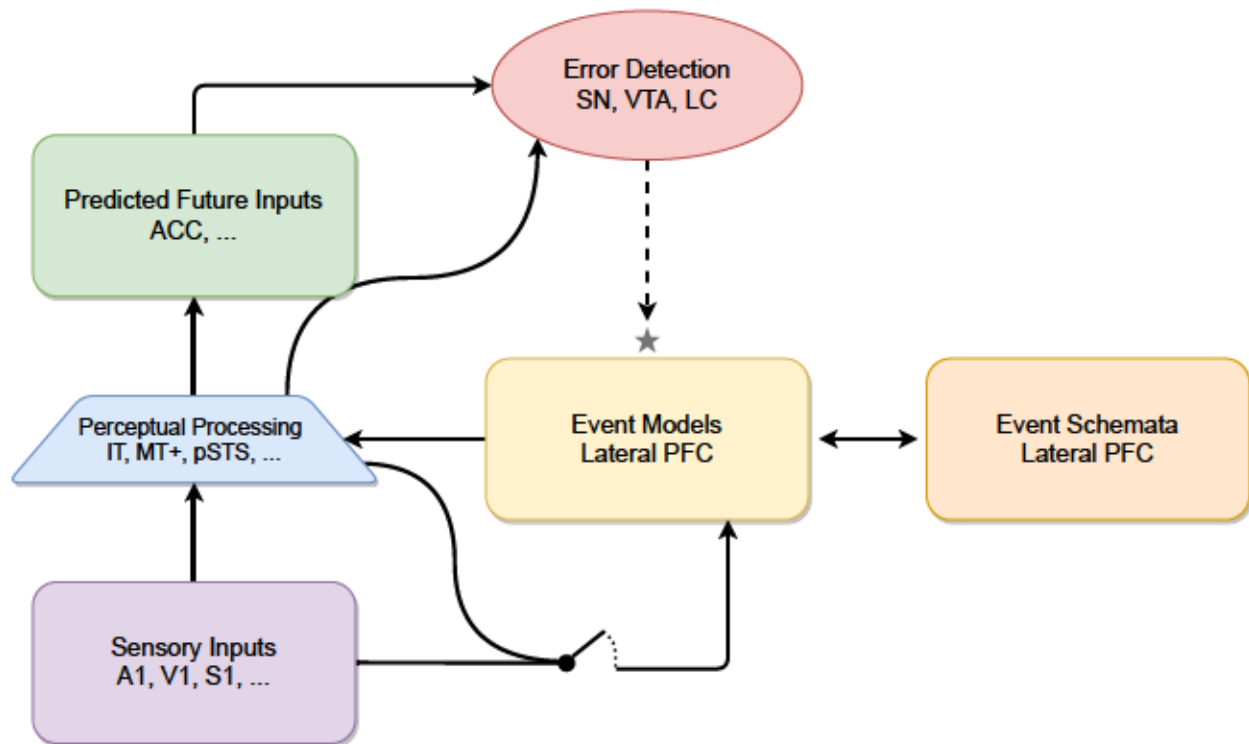 Error Detection
SN, VTA, LC
Predicted Future Inputs
ACC, ...
Perceptual Processing
IT, MT+, pSTS, ...
Event Models
Lateral PFC
Event Schemata
Lateral PFC
Sensory Inputs
A1, V1, S1, ...